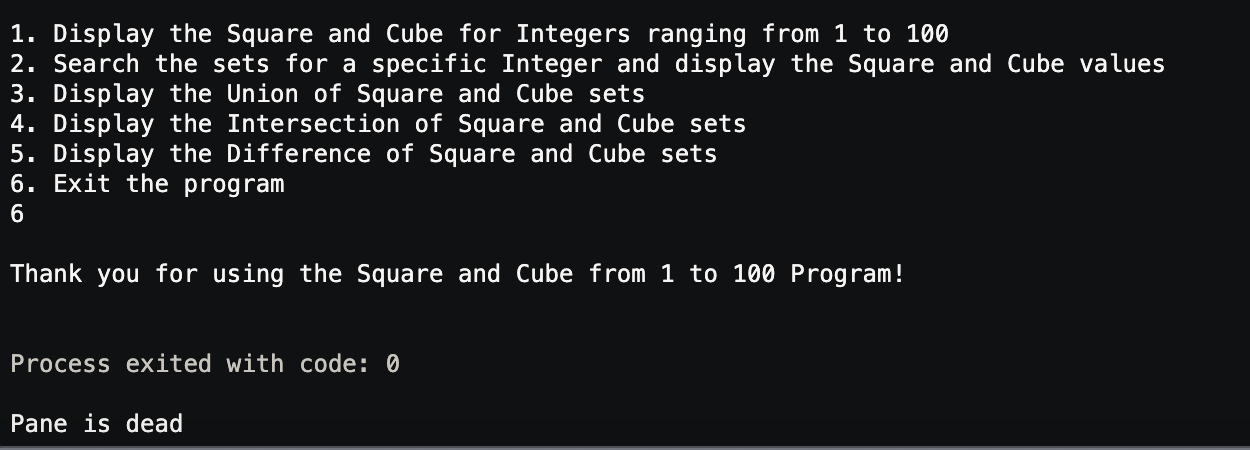 1. Display the Square and Cube for Integers ranging from 1 to 100
2. Search the sets for a specific Integer and display the Square and Cube values
3. Display the Union of Square and Cube sets
4. Display the Intersection of Square and Cube sets
5. Display the Difference of Square and Cube sets
6. Exit the program
6
Thank you for using the Square and Cube from 1 to 100 Program!
Process exited with code: 0
Pane is dead